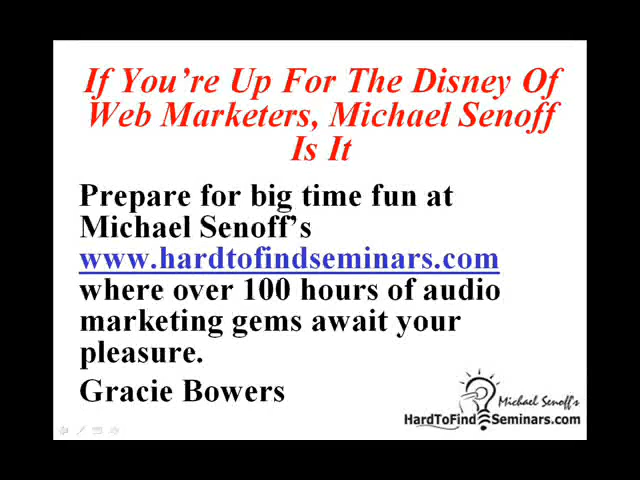 If You're Up For The Disney Of
Web Marketers, Michael Senoff
Is It
Prepare for big time fun at
Michael Senoff's
www.hardtofindseminars.com
where over 100 hours of audio
marketing gems await your
pleasure.
Gracie Bowers
Michael Senoff's
HardToFindSeminars.com